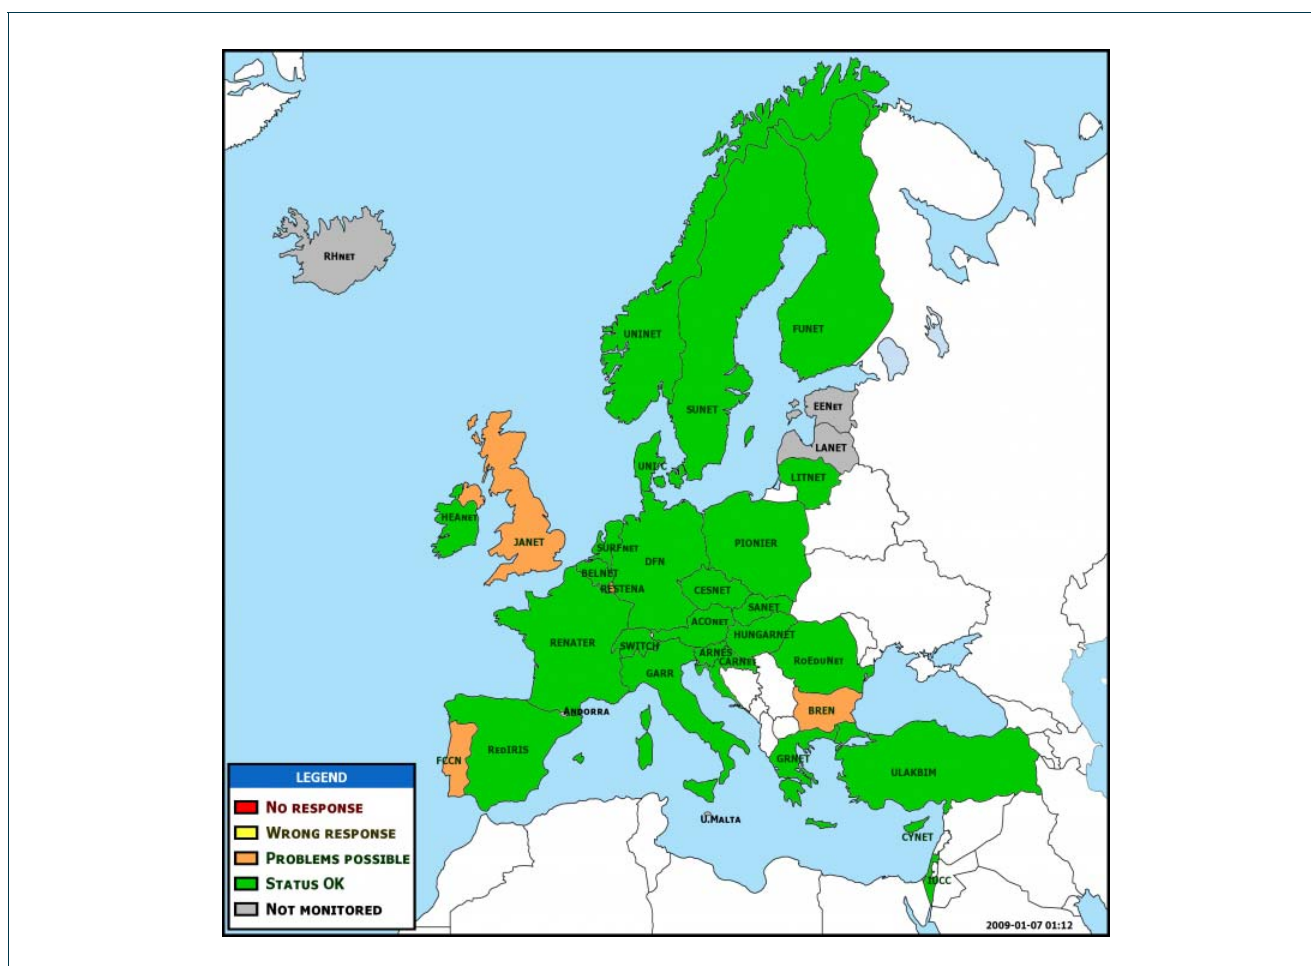 RHNET
UNINET
FUNET
SUNET
EENET
LANET
LITNET
UNI•C
HEANET
JANET
SURFNET
DFN
PIONIER
BELNET
RESTENA
CESNET
SANET
ACONET
HUNGARNET
RENATER
SWITCH
ARNES
CARNET
ROEDUNET
GARR
ANDORRA
BREN
REDIRIS
FCCN
GRNET
ULAKBIM
U.MALTA
CYNET
IUCC
LEGEND
NO RESPONSE
WRONG RESPONSE
PROBLEMS POSSIBLE
STATUS OK
NOT MONITORED
2009-01-07 01:12